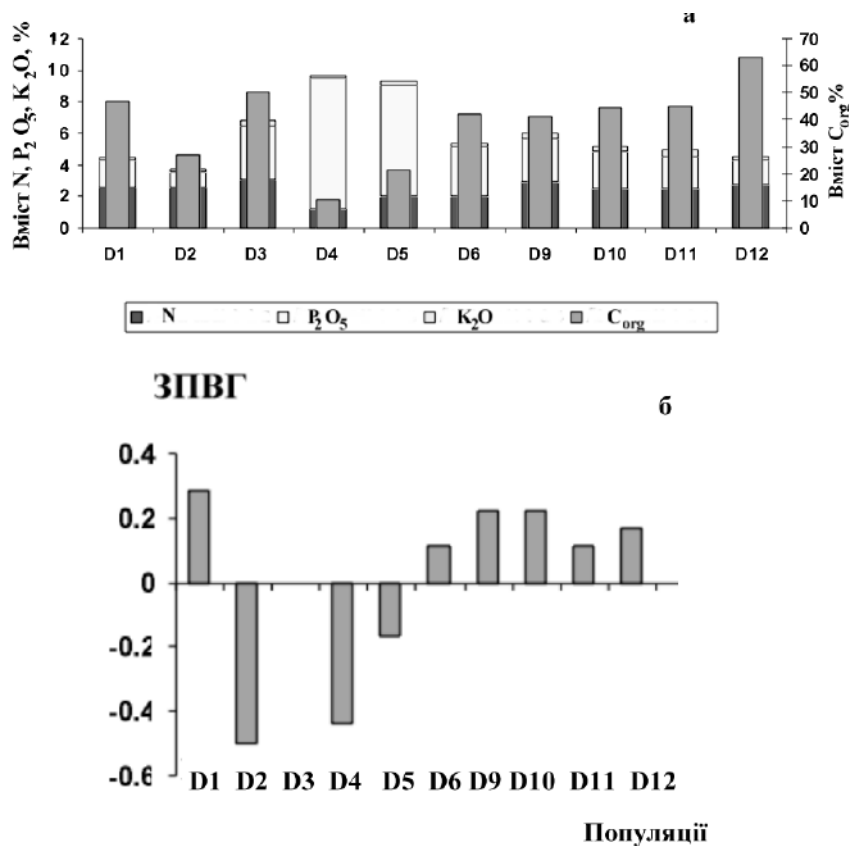 а
Вміст N, P₂O₅, K₂O, %
12
10
8
6
4
2
0
70
60
50
40
30
20
10
0
Вміст C_org%
D1 D2 D3 D4 D5 D6 D9 D10 D11 D12
N P₂O₅ K₂O C_org
ЗПВГ
б
0.4
0.2
0
-0.2
-0.4
-0.6
D1 D2 D3 D4 D5 D6 D9 D10 D11 D12
Популяції